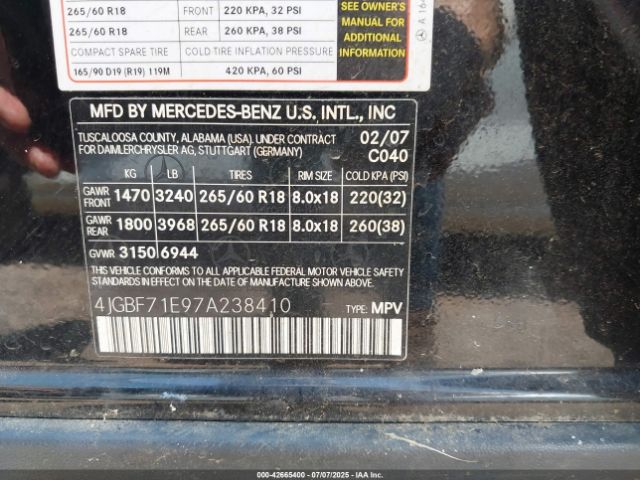 265/60 R18 FRONT 220 KPA, 32 PSI
265/60 R18 REAR 260 KPA, 38 PSI
COMPACT SPARE TIRE COLD TIRE INFLATION PRESSURE
165/90 D19 (R19) 119M 420 KPA, 60 PSI
SEE OWNER'S
MANUAL FOR
ADDITIONAL
INFORMATION
MFD BY MERCEDES-BENZ U.S. INTL., INC
TUSCALOOSA COUNTY, ALABAMA (USA). UNDER CONTRACT 02/07
FOR DAIMLERCHRYSLER AG, STUTTGART (GERMANY) C040
KG LB TIRES RIM SIZE COLD KPA (PSI)
GAWR FRONT 1470 3240 265/60 R18 8.0x18 220(32)
GAWR REAR 1800 3968 265/60 R18 8.0x18 260(38)
GVWR 3150 6944
THIS VEHICLE CONFORMS TO ALL APPLICABLE FEDERAL MOTOR VEHICLE SAFETY
STANDARDS IN EFFECT ON THE DATE OF MANUFACTURE SHOWN ABOVE.
4JGBF71E97A238410 TYPE: MPV
000-42665400 07/07/2025 IAAI.COM